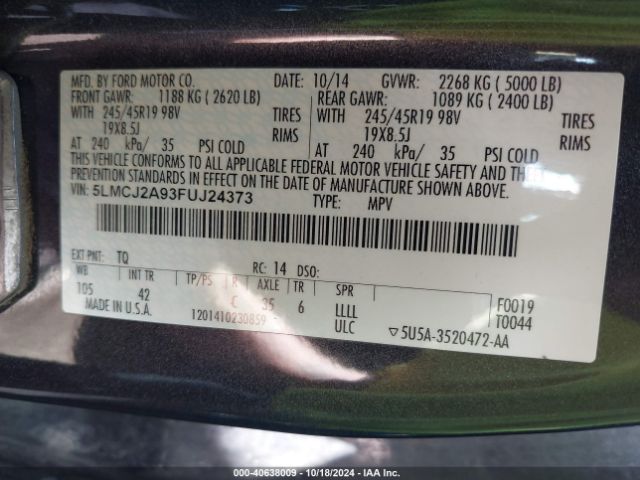 MFD. BY FORD MOTOR CO. DATE: 10/14 GVWR: 2268 KG ( 5000 LB)
FRONT GAWR: 1188 KG ( 2620 LB) REAR GAWR: 1089 KG ( 2400 LB)
WITH 245/45R19 98V TIRES WITH 245/45R19 98V TIRES
19X8.5J RIMS 19X8.5J RIMS
AT 240 kPa/ 35 PSI COLD AT 240 kPa/ 35 PSI COLD
THIS VEHICLE CONFORMS TO ALL APPLICABLE FEDERAL MOTOR VEHICLE SAFETY AND THEFT
PREVENTION STANDARDS IN EFFECT ON THE DATE OF MANUFACTURE SHOWN ABOVE.
VIN: 5LMCJ2A93FUJ24373 TYPE: MPV
EXT PNT: TQ RC: 14 DSO:
WB INT TR TP/PS R AXLE TR SPR
105 42 C 35 6 LLLL F0019
MADE IN U.S.A. 1201410230859 ULC T0044
▽5U5A-3520472-AA
000-40638009 - 10/18/2024 - IAA Inc.